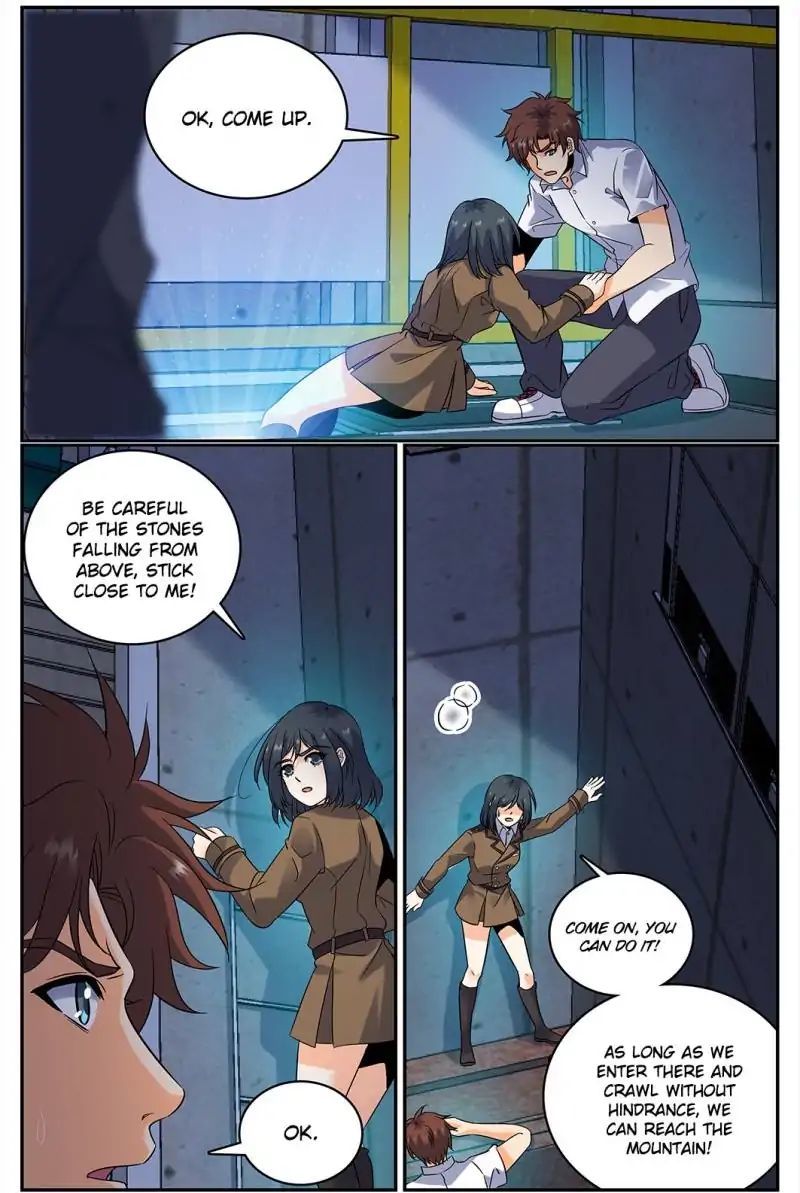 OK, COME UP.
BE CAREFUL
OF THE STONES
FALLING FROM
ABOVE, STICK
CLOSE TO ME!
OK.
COME ON, YOU
CAN DO IT!
AS LONG AS WE
ENTER THERE AND
CRAWL WITHOUT
HINDRANCE, WE
CAN REACH THE
MOUNTAIN!